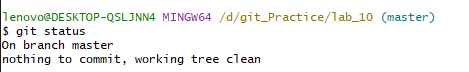 lenovo@DESKTOP-QSLJNN4 MINGW64 /d/git_Practice/lab_10 (master)
$ git status
On branch master
nothing to commit, working tree clean